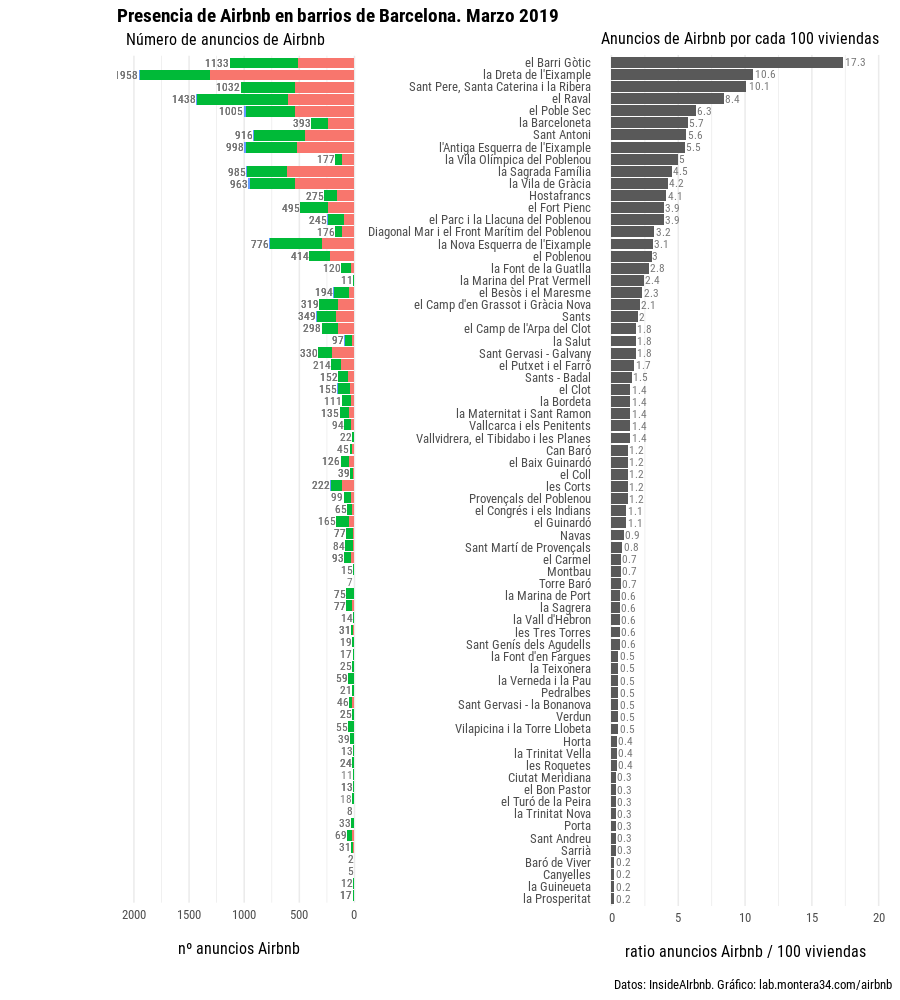 Presencia de Airbnb en barrios de Barcelona. Marzo 2019
Número de anuncios de Airbnb
Anuncios de Airbnb por cada 100 viviendas
1133 el Barri Gòtic 17.3
1958 la Dreta de l'Eixample 10.6
1032 Sant Pere, Santa Caterina i la Ribera 10.1
1438 el Raval 8.4
1005 el Poble Sec 6.3
393 la Barceloneta 5.7
916 Sant Antoni 5.6
998 l'Antiga Esquerra de l'Eixample 5.5
177 la Vila Olímpica del Poblenou 5
985 la Sagrada Família 4.5
963 la Vila de Gràcia 4.2
275 Hostafrancs 4.1
495 el Fort Pienc 3.9
245 el Parc i la Llacuna del Poblenou 3.9
176 Diagonal Mar i el Front Marítim del Poblenou 3.2
776 la Nova Esquerra de l'Eixample 3.1
414 el Poblenou 3
120 la Font de la Guatlla 2.8
11 la Marina del Prat Vermell 2.4
194 el Besòs i el Maresme 2.3
319 el Camp d'en Grassot i Gràcia Nova 2.1
349 Sants 2
298 el Camp de l'Arpa del Clot 1.8
97 la Salut 1.8
330 Sant Gervasi - Galvany 1.8
214 el Putxet i el Farró 1.7
152 Sants - Badal 1.5
155 el Clot 1.4
111 la Bordeta 1.4
135 la Maternitat i Sant Ramon 1.4
94 Vallcarca i els Penitents 1.4
22 Vallvidrera, el Tibidabo i les Planes 1.4
45 Can Baró 1.2
126 el Baix Guinardó 1.2
39 el Coll 1.2
222 les Corts 1.2
99 Provençals del Poblenou 1.2
65 el Congrés i els Indians 1.1
165 el Guinardó 1.1
77 Navas 0.9
84 Sant Martí de Provençals 0.8
93 el Carmel 0.7
15 Montbau 0.7
7 Torre Baró 0.7
75 la Marina de Port 0.6
77 la Sagrera 0.6
14 la Vall d'Hebron 0.6
31 les Tres Torres 0.6
19 Sant Genís dels Agudells 0.6
17 la Font d'en Fargues 0.5
25 la Teixonera 0.5
59 la Verneda i la Pau 0.5
21 Pedralbes 0.5
46 Sant Gervasi - la Bonanova 0.5
25 Verdun 0.5
55 Vilapicina i la Torre Llobeta 0.5
39 Horta 0.4
13 la Trinitat Vella 0.4
24 les Roquetes 0.4
11 Ciutat Meridiana 0.3
13 el Bon Pastor 0.3
18 el Turó de la Peira 0.3
8 la Trinitat Nova 0.3
33 Porta 0.3
69 Sant Andreu 0.3
31 Sarrià 0.3
2 Baró de Viver 0.2
5 Canyelles 0.2
12 la Guineueta 0.2
17 la Prosperitat 0.2
2000 1500 1000 500 0
0 5 10 15 20
nº anuncios Airbnb
ratio anuncios Airbnb / 100 viviendas
Datos: InsideAIrbnb. Gráfico: lab.montera34.com/airbnb